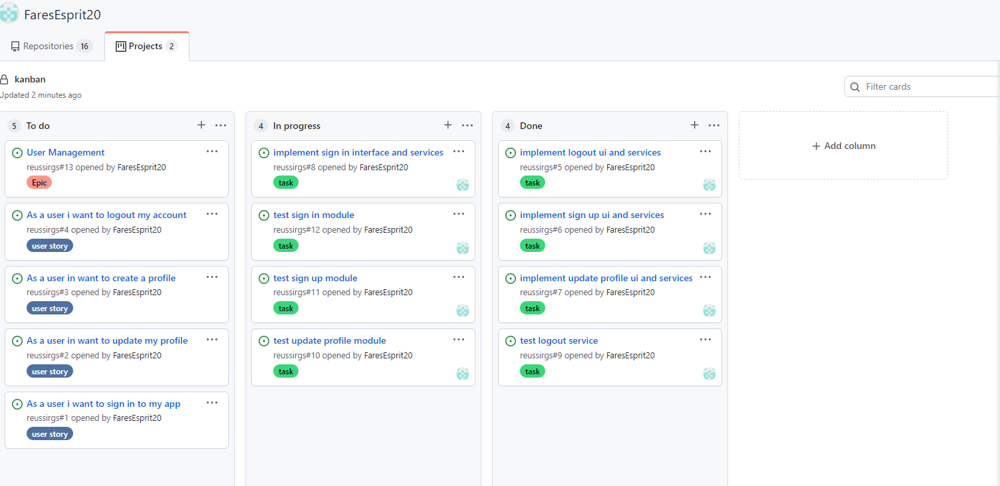 FaresEsprit20
Repositories 16
Projects 2
kanban
Updated 2 minutes ago
Filter cards
5 To do
User Management
reussirgs#13 opened by FaresEsprit20
Epic
As a user i want to logout my account
reussirgs#4 opened by FaresEsprit20
user story
As a user in want to create a profile
reussirgs#3 opened by FaresEsprit20
user story
As a user in want to update my profile
reussirgs#2 opened by FaresEsprit20
user story
As a user i want to sign in to my app
reussirgs#1 opened by FaresEsprit20
user story
4 In progress
implement sign in interface and services
reussirgs#8 opened by FaresEsprit20
task
test sign in module
reussirgs#12 opened by FaresEsprit20
task
test sign up module
reussirgs#11 opened by FaresEsprit20
task
test update profile module
reussirgs#10 opened by FaresEsprit20
task
4 Done
implement logout ui and services
reussirgs#5 opened by FaresEsprit20
task
implement sign up ui and services
reussirgs#6 opened by FaresEsprit20
task
implement update profile ui and services
reussirgs#7 opened by FaresEsprit20
task
test logout service
reussirgs#9 opened by FaresEsprit20
task
+ Add column